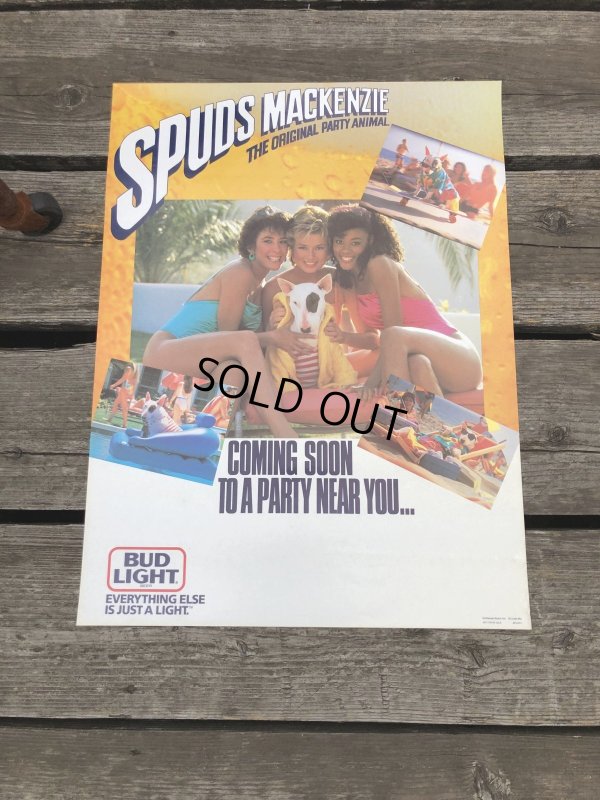 SPUDS MACKENZIE
THE ORIGINAL PARTY ANIMAL
SOLD OUT
COMING SOON
TO A PARTY NEAR YOU...
BUD
LIGHT
EVERYTHING ELSE
IS JUST A LIGHT.™